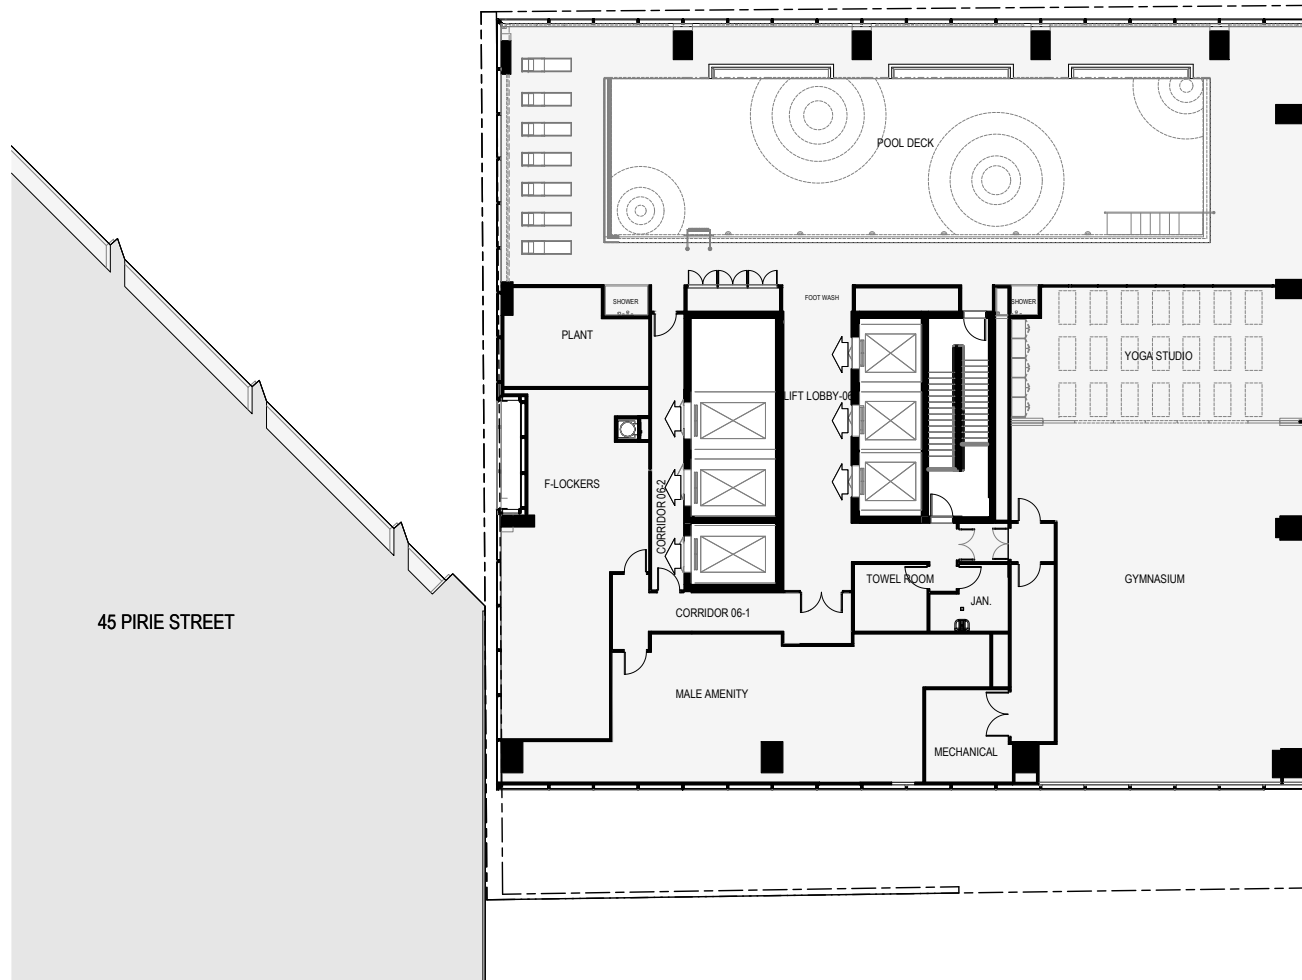 POOL DECK
SHOWER
FOOT WASH
SHOWER
PLANT
YOGA STUDIO
LIFT LOBBY-06
F-LOCKERS
CORRIDOR 06-2
TOWEL ROOM
GYMNASIUM
JAN.
CORRIDOR 06-1
45 PIRIE STREET
MALE AMENITY
MECHANICAL